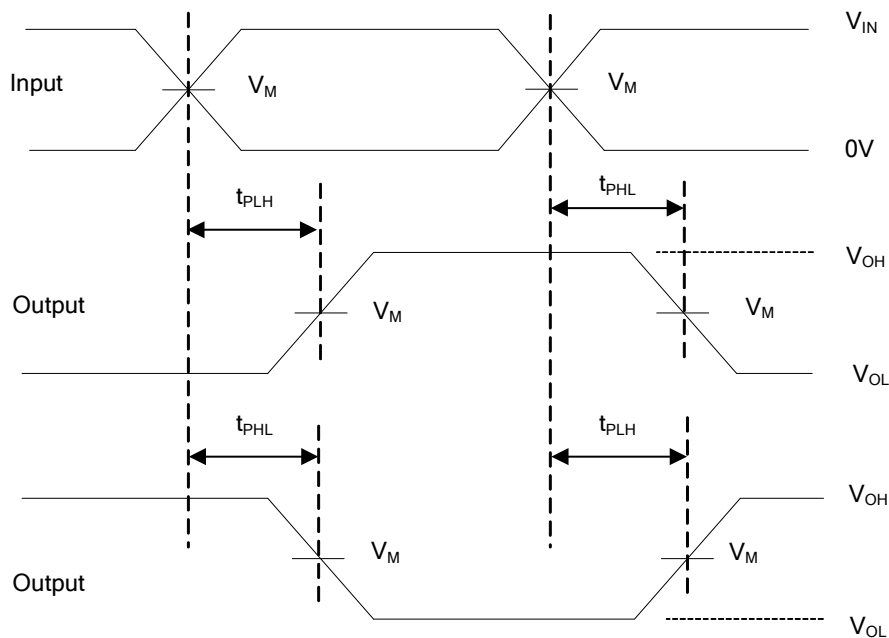 V_IN
Input
V_M
V_M
0V
t_PLH
t_PHL
V_OH
Output
V_M
V_M
V_OL
t_PHL
t_PLH
V_OH
V_M
V_M
Output
V_OL